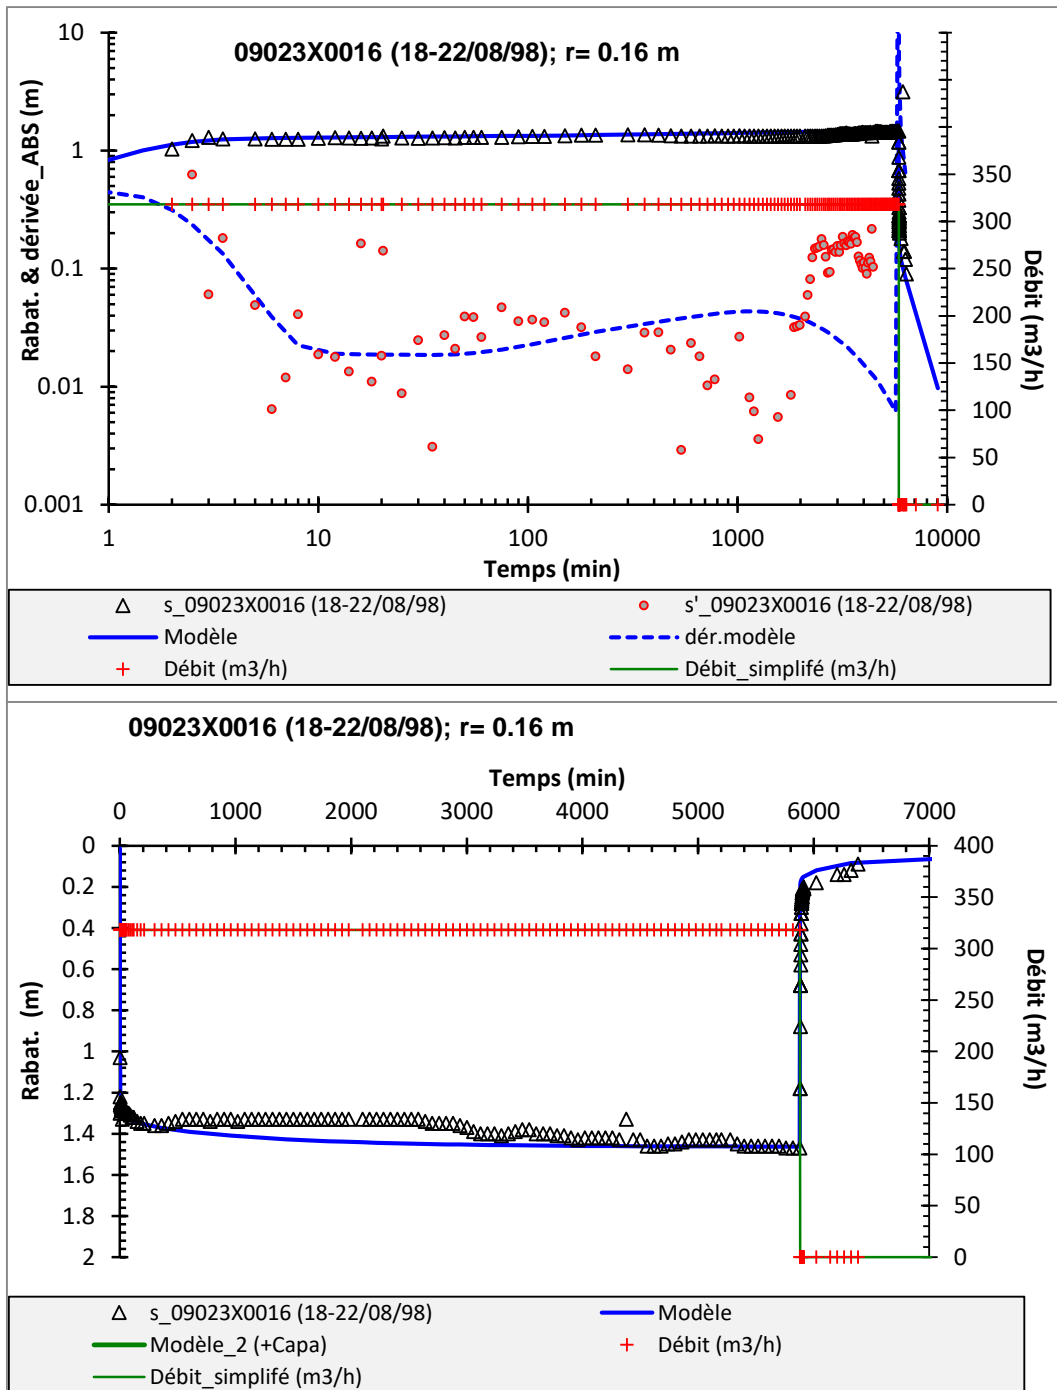 09023X0016 (18-22/08/98); r= 0.16 m
Rabat. & dérivée_ABS (m)
10
1
0.1
0.01
0.001
350
300
250
200
150
100
50
0
Débit (m3/h)
1 10 100 1000 10000
Temps (min)
s_09023X0016 (18-22/08/98) s'_09023X0016 (18-22/08/98)
Modèle dér.modèle
Débit (m3/h) Débit_simplifé (m3/h)
09023X0016 (18-22/08/98); r= 0.16 m
Temps (min)
0 1000 2000 3000 4000 5000 6000 7000
Rabat. (m)
0
0.2
0.4
0.6
0.8
1
1.2
1.4
1.6
1.8
2
400
350
300
250
200
150
100
50
0
Débit (m3/h)
s_09023X0016 (18-22/08/98) Modèle
Modèle_2 (+Capa) Débit (m3/h)
Débit_simplifé (m3/h)